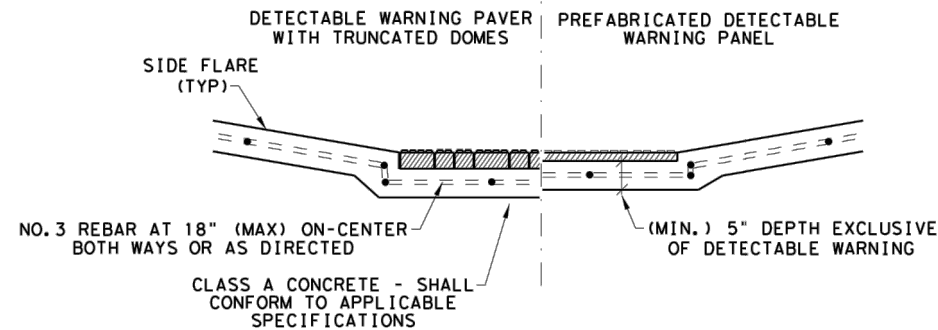 DETECTABLE WARNING PAVER
WITH TRUNCATED DOMES
PREFABRICATED DETECTABLE
WARNING PANEL
SIDE FLARE
(TYP)
NO.3 REBAR AT 18" (MAX) ON-CENTER
BOTH WAYS OR AS DIRECTED
(MIN.) 5" DEPTH EXCLUSIVE
OF DETECTABLE WARNING
CLASS A CONCRETE - SHALL
CONFORM TO APPLICABLE
SPECIFICATIONS